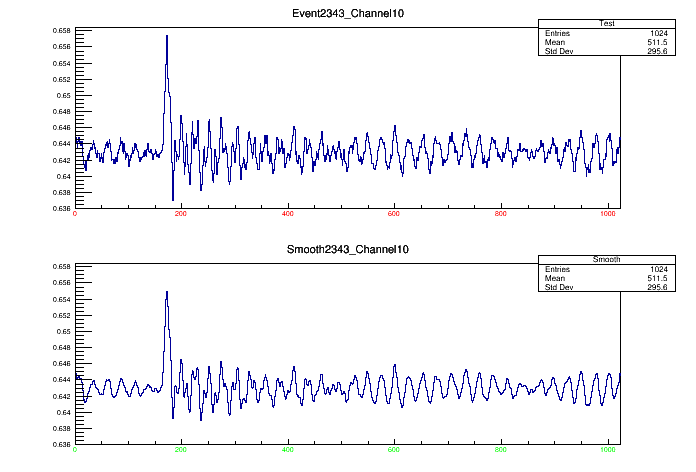 Event2343_Channel10
Test
Entries 1024
Mean 511.5
Std Dev 295.6
0.658
0.656
0.654
0.652
0.65
0.648
0.646
0.644
0.642
0.64
0.638
0.636
0 200 400 600 800 1000
Smooth2343_Channel10
Smooth
Entries 1024
Mean 511.5
Std Dev 295.6
0.658
0.656
0.654
0.652
0.65
0.648
0.646
0.644
0.642
0.64
0.638
0.636
0 200 400 600 800 1000